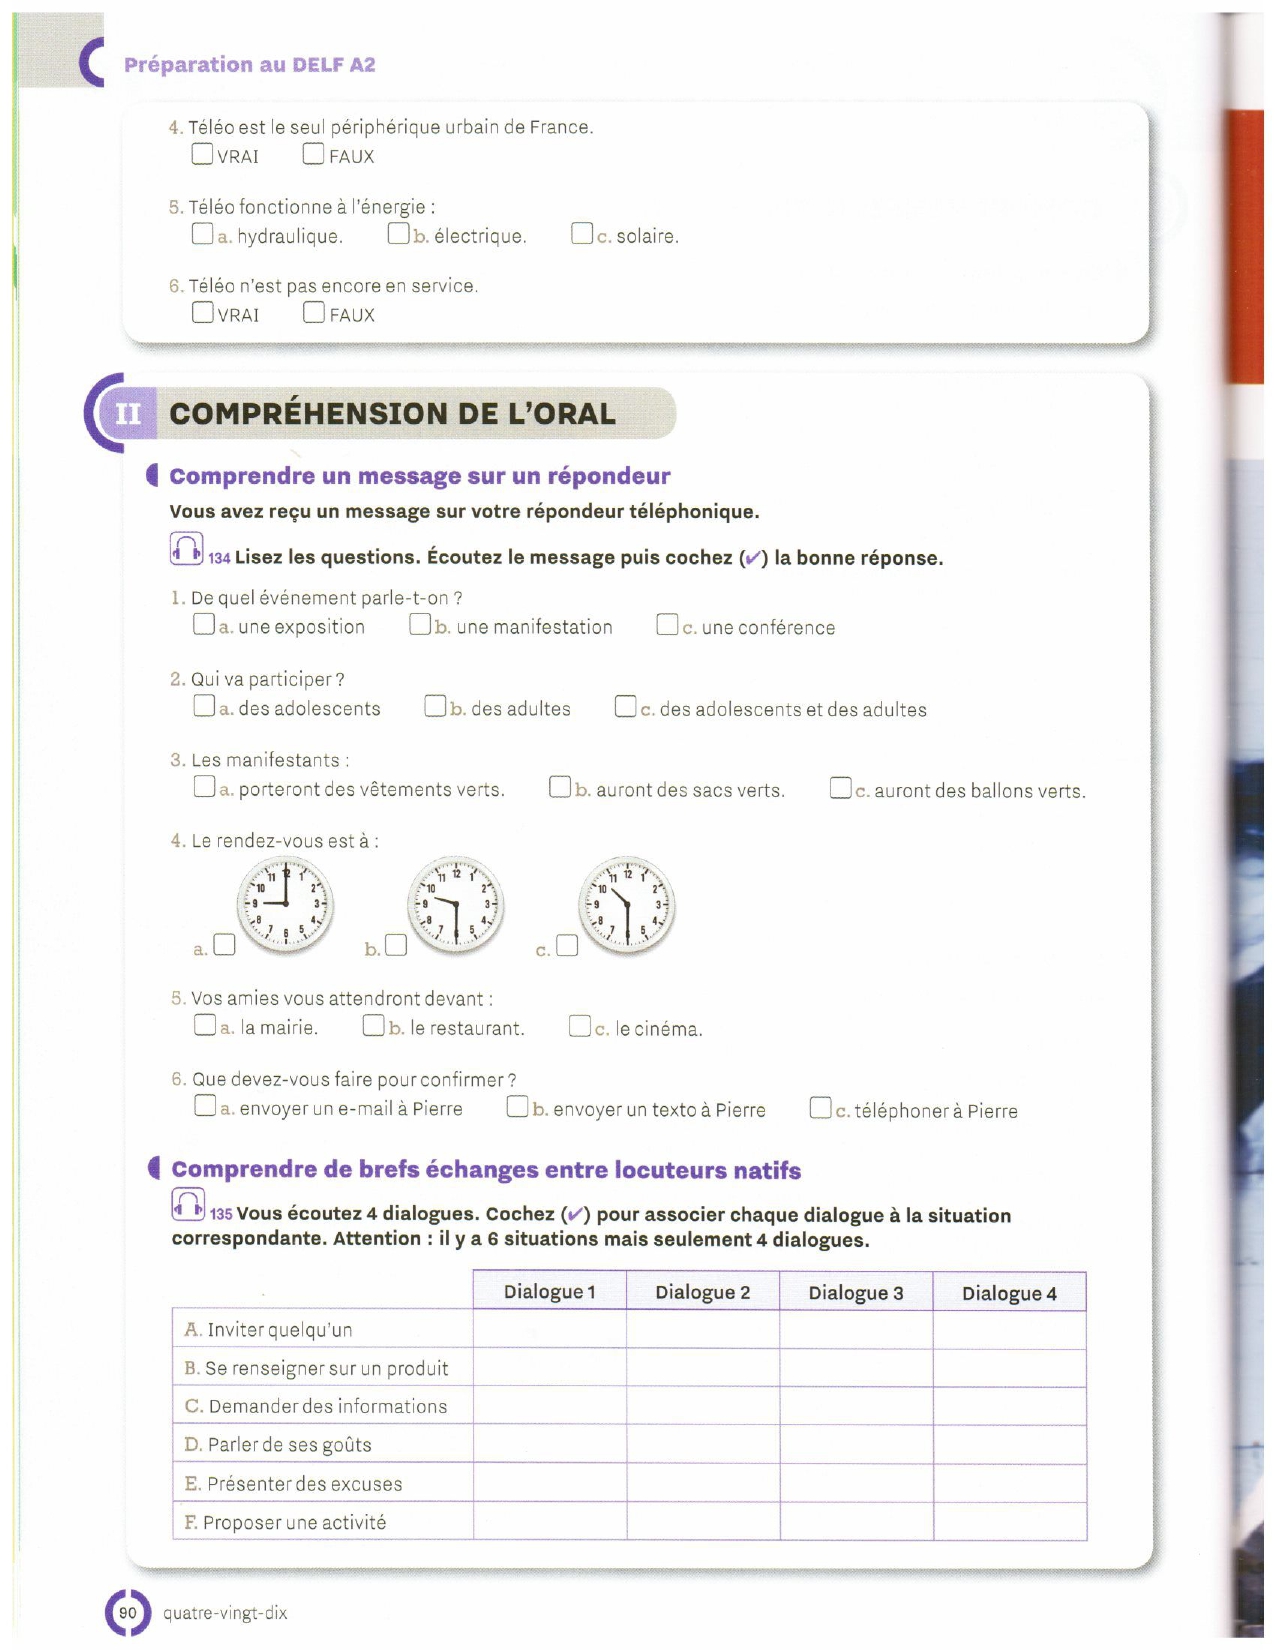 Préparation au DELF A2
4. Téléo est le seul périphérique urbain de France.
VRAI FAUX
5. Téléo fonctionne à l'énergie :
a. hydraulique. b. électrique. c. solaire.
6. Téléo n'est pas encore en service.
VRAI FAUX
II COMPRÉHENSION DE L'ORAL
Comprendre un message sur un répondeur
Vous avez reçu un message sur votre répondeur téléphonique.
134 Lisez les questions. Écoutez le message puis cochez (✔) la bonne réponse.
1. De quel événement parle-t-on ?
a. une exposition b. une manifestation c. une conférence
2. Qui va participer ?
a. des adolescents b. des adultes c. des adolescents et des adultes
3. Les manifestants :
a. porteront des vêtements verts. b. auront des sacs verts. c. auront des ballons verts.
4. Le rendez-vous est à :
a. b. c.
5. Vos amies vous attendront devant :
a. la mairie. b. le restaurant. c. le cinéma.
6. Que devez-vous faire pour confirmer ?
a. envoyer un e-mail à Pierre b. envoyer un texto à Pierre c. téléphoner à Pierre
Comprendre de brefs échanges entre locuteurs natifs
135 Vous écoutez 4 dialogues. Cochez (✔) pour associer chaque dialogue à la situation
correspondante. Attention : il y a 6 situations mais seulement 4 dialogues.
Dialogue 1 Dialogue 2 Dialogue 3 Dialogue 4
A. Inviter quelqu'un
B. Se renseigner sur un produit
C. Demander des informations
D. Parler de ses goûts
E. Présenter des excuses
F. Proposer une activité
90 quatre-vingt-dix